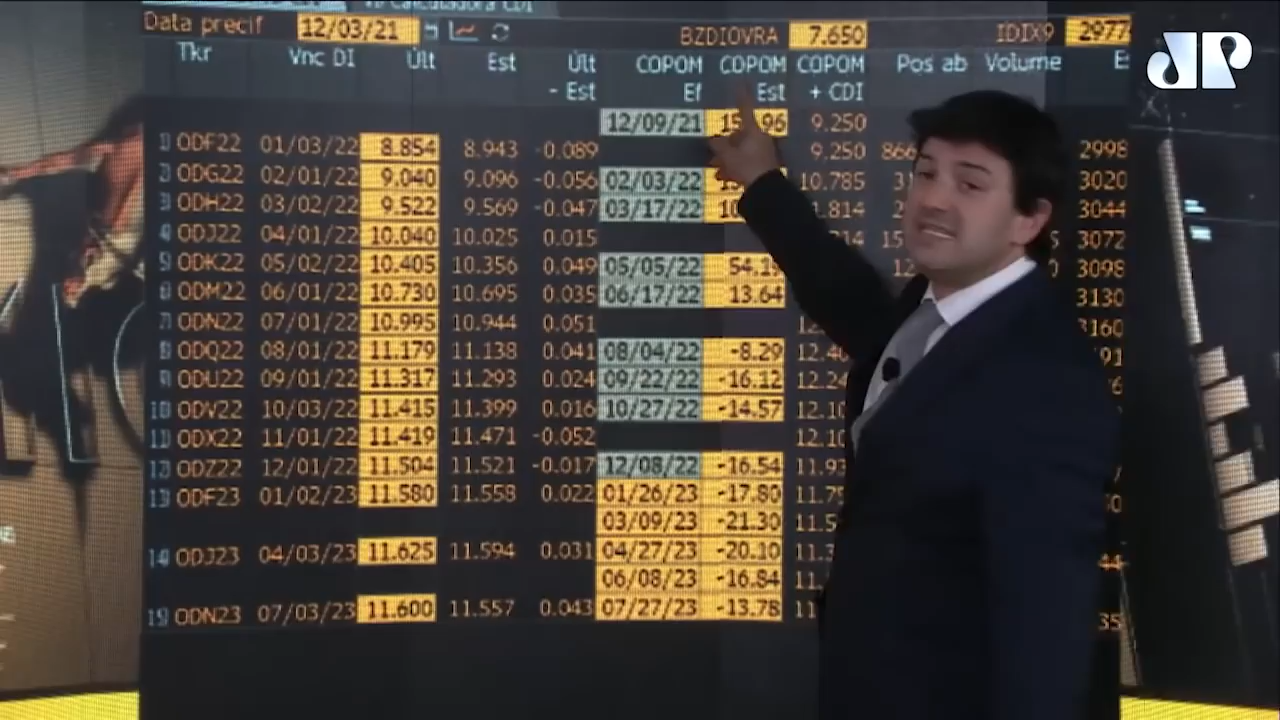 JP
Data precif 12/03/21 BZDIOVRA 7.650 IDIX9 2977
Tkr Vnc DI Últ Est Últ COPOM COPOM COPOM Pos ab Volume
- Est Ef Est + CDI
12/09/21 9.250
1) ODF22 01/03/22 8.854 8.943 -0.089 9.250 2998
2) ODG22 02/01/22 9.040 9.096 -0.056 02/03/22 10.785 3020
3) ODH22 03/02/22 9.522 9.569 -0.047 03/17/22 3044
4) ODJ22 04/01/22 10.040 10.025 0.015 3072
5) ODK22 05/02/22 10.405 10.356 0.049 05/05/22 3098
6) ODM22 06/01/22 10.730 10.695 0.035 06/17/22 13.64 3130
7) ODN22 07/01/22 10.995 10.944 0.051 3160
8) ODQ22 08/01/22 11.179 11.138 0.041 08/04/22 -8.29
9) ODU22 09/01/22 11.317 11.293 0.024 09/22/22 -16.12
10) ODV22 10/03/22 11.415 11.399 0.016 10/27/22 -14.57
11) ODX22 11/01/22 11.419 11.471 -0.052
12) ODZ22 12/01/22 11.504 11.521 -0.017 12/08/22 -16.54
13) ODF23 01/02/23 11.580 11.558 0.022 01/26/23 -17.80
03/09/23 -21.30
14) ODJ23 04/03/23 11.625 11.594 0.031 04/27/23 -20.10
06/08/23 -16.84
15) ODN23 07/03/23 11.600 11.557 0.043 07/27/23 -13.78